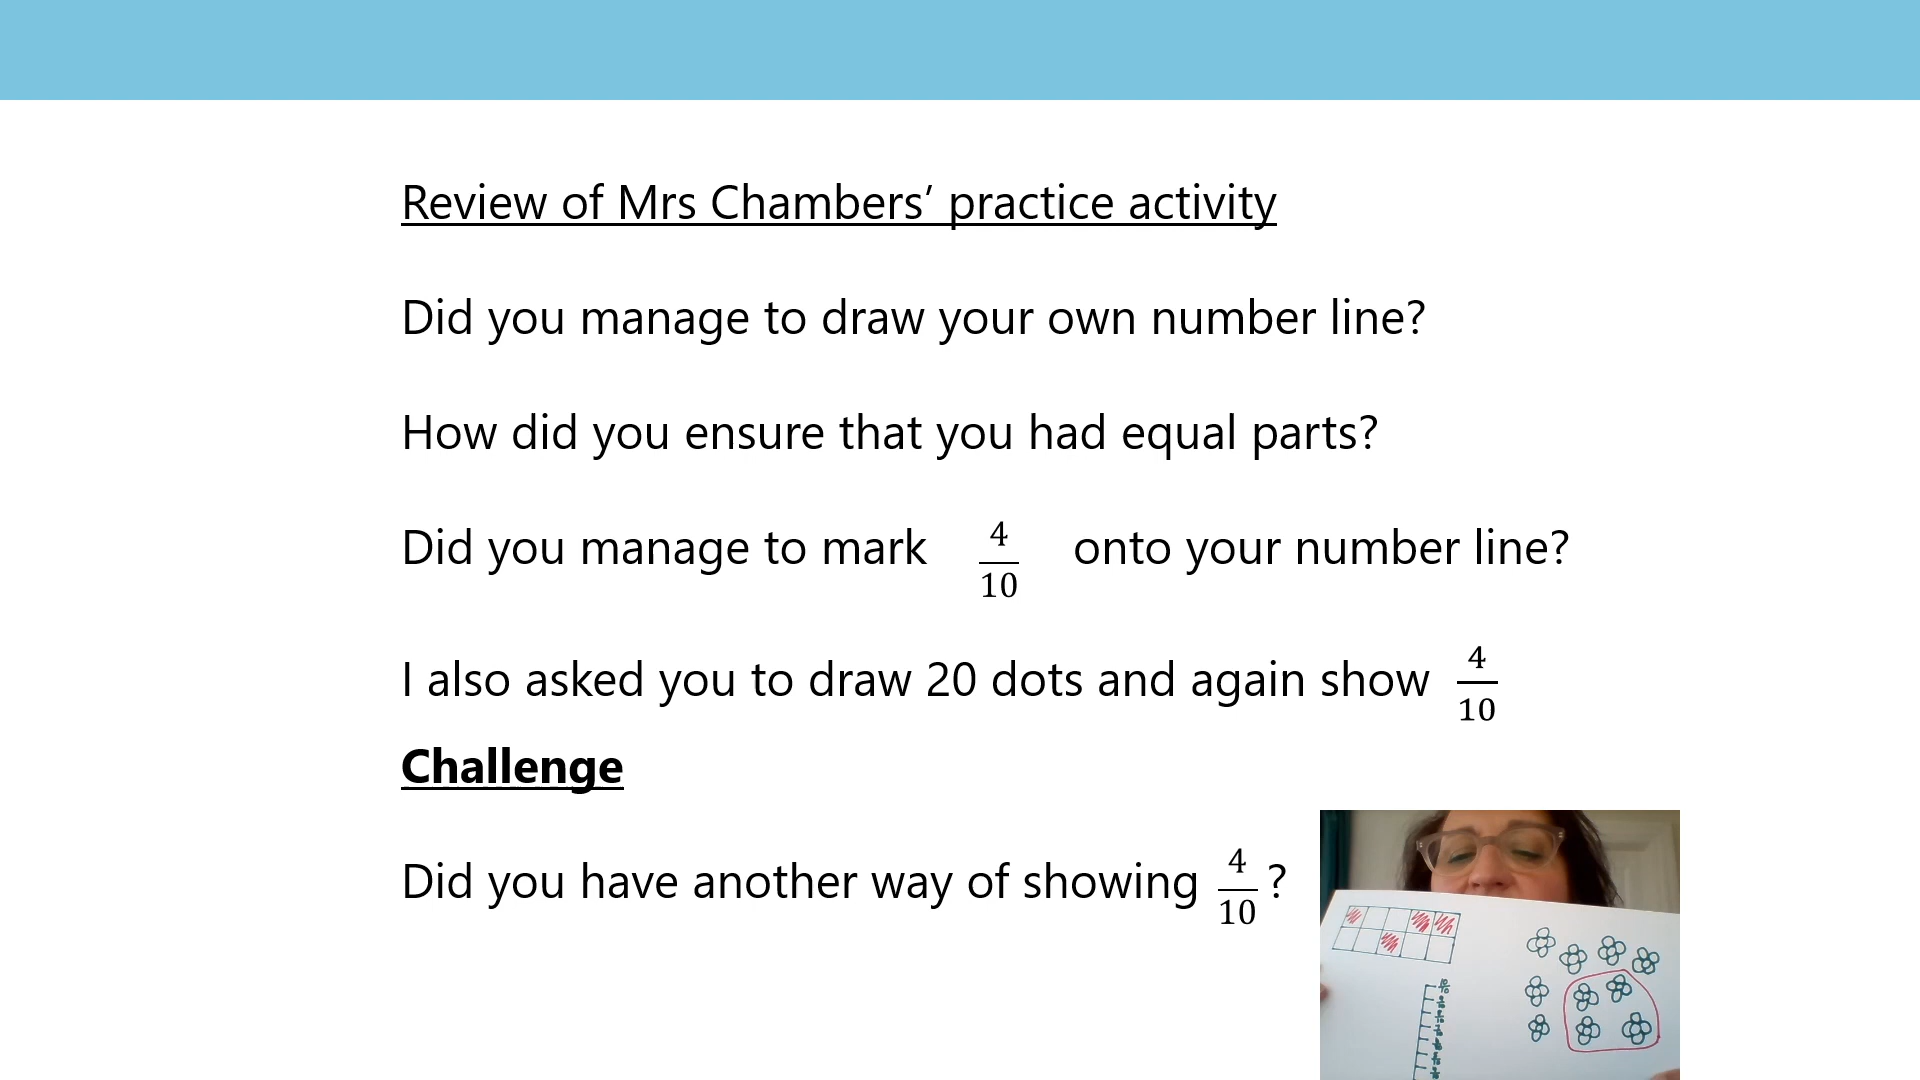 Review of Mrs Chambers’ practice activity
Did you manage to draw your own number line?
How did you ensure that you had equal parts?
Did you manage to mark 4/10 onto your number line?
I also asked you to draw 20 dots and again show 4/10
Challenge
Did you have another way of showing 4/10 ?